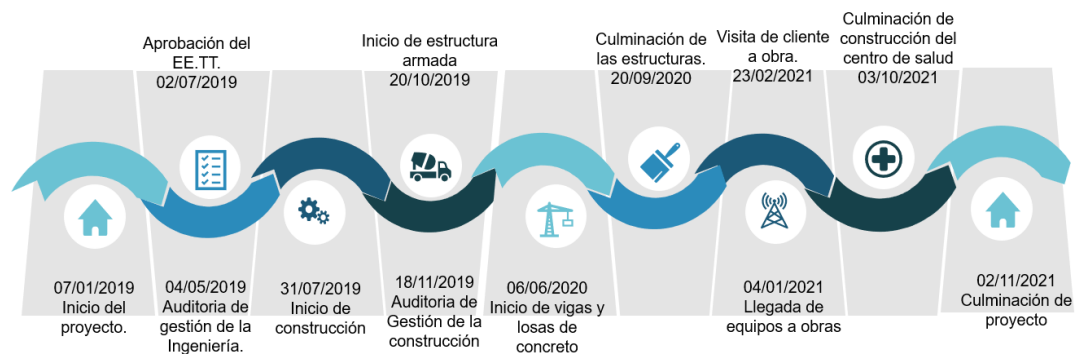 Aprobación del
EE.TT.
02/07/2019
Inicio de estructura
armada
20/10/2019
Culminación de
las estructuras.
20/09/2020
Visita de cliente
a obra.
23/02/2021
Culminación de
construcción del
centro de salud
03/10/2021
07/01/2019
Inicio del
proyecto.
04/05/2019
Auditoria de
gestión de la
Ingeniería.
31/07/2019
Inicio de
construcción
18/11/2019
Auditoria de
Gestión de la
construcción
06/06/2020
Inicio de vigas y
losas de
concreto
04/01/2021
Llegada de
equipos a obras
02/11/2021
Culminación de
proyecto